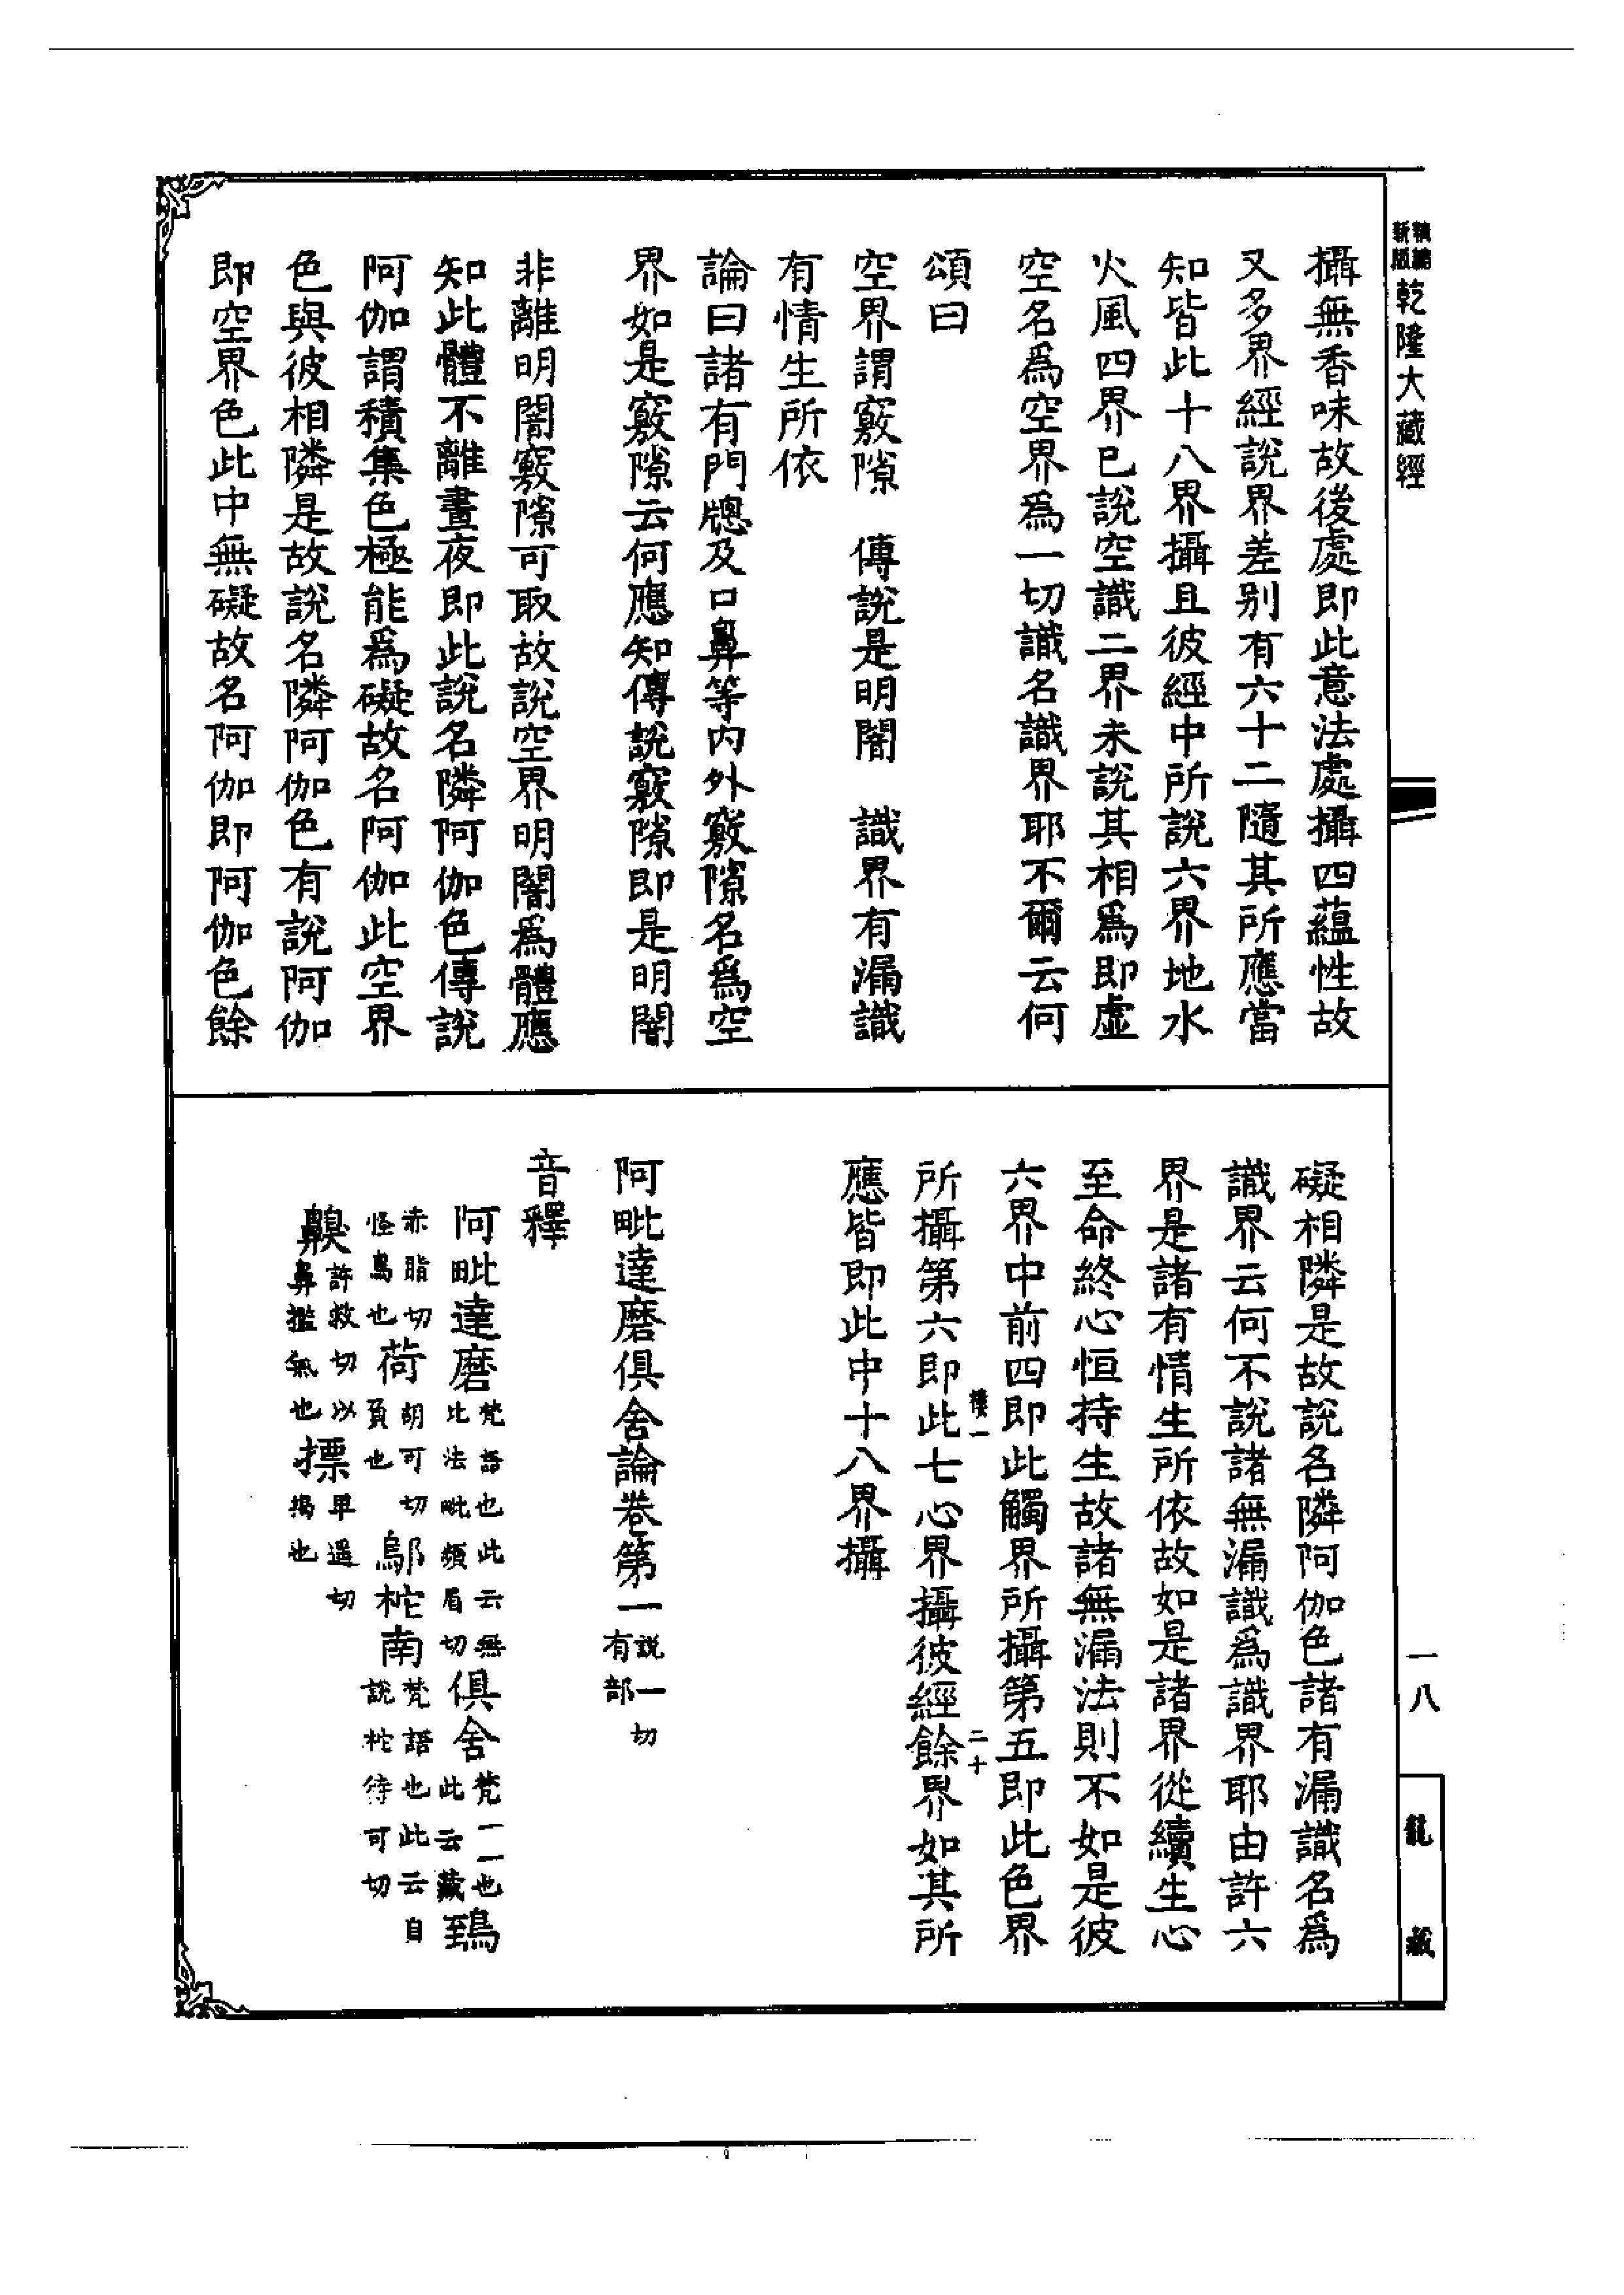 新版
乾隆大藏經
攝無香味故後處即此意法處攝四蘊性故
又多界經說界差別有六十二隨其所應當
知皆此十八界攝且彼經中所說六界地水
火風四界已說空識二界未說其相爲即虛
空名爲空界爲一切識名識界耶不爾云何
頌曰
空界謂竅隙　傳說是明闇　識界有漏識
有情生所依
論曰諸有門牕及口鼻等內外竅隙名爲空
界如是竅隙云何應知傳說竅隙即是明闇
非離明闇竅隙可取故說空界明闇爲體應
知此體不離晝夜即此說名隣阿伽色傳說
阿伽謂積集色極能爲礙故名阿伽此空界
色與彼相隣是故說名隣阿伽色有說阿伽
即空界色此中無礙故名阿伽即阿伽色餘
礙相隣是故說名隣阿伽色諸有漏識名爲
識界云何不說諸無漏識爲識界耶由許六
界是諸有情生所依故如是諸界從續生心
至命終心恒持生故諸無漏法則不如是彼
六界中前四即此觸界所攝第五即此色界
所攝第六即此七心界攝彼經餘界如其所
二十
應皆即此中十八界攝
阿毗達磨俱舍論卷第一說一切有部
音釋
阿毗達磨梵語也此云無比法毗頻眉切俱舍梵一一也此云藏鵄
赤脂切怪鳥也荷胡可切負也鄔柁南梵語也此云自說柁待可切
齅許救切以鼻擥氣也摽卑遥切揭也
一八
龍藏